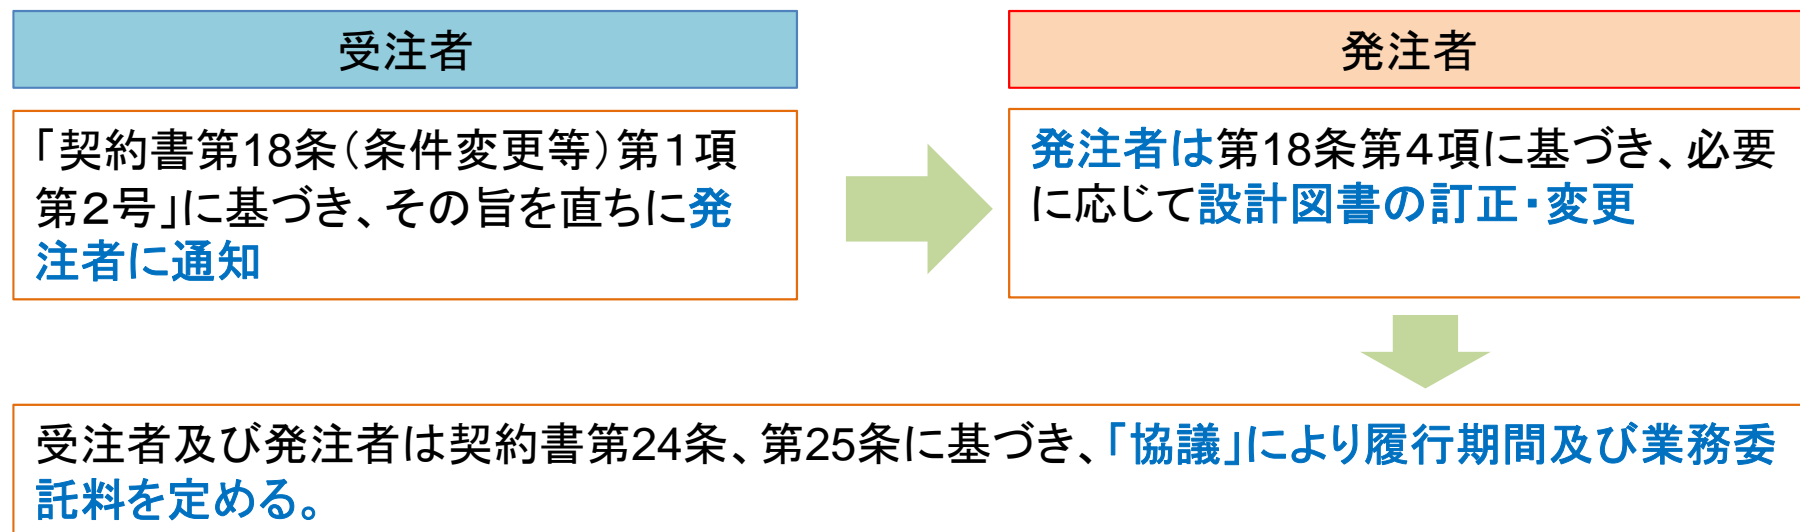 受注者
発注者
「契約書第18条(条件変更等)第１項
第２号」に基づき、その旨を直ちに発
注者に通知
発注者は第18条第４項に基づき、必要
に応じて設計図書の訂正・変更
受注者及び発注者は契約書第24条、第25条に基づき、「協議」により履行期間及び業務委
託料を定める。